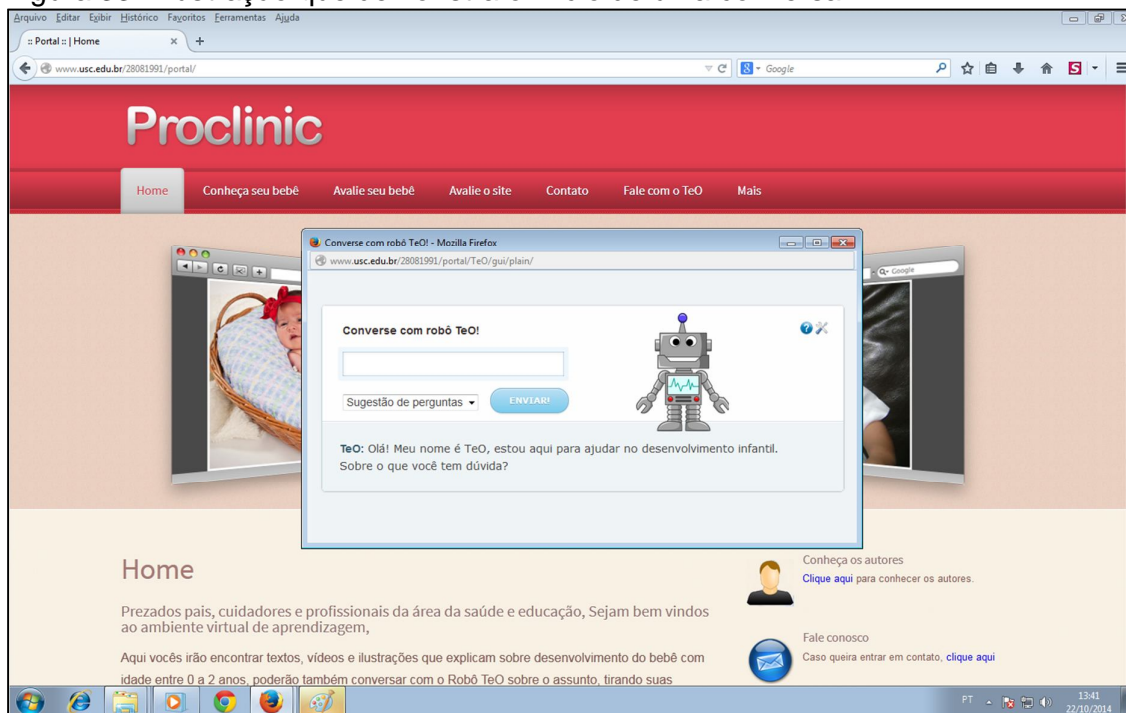 Arquivo Editar Exibir Histórico Favoritos Ferramentas Ajuda
:: Portal :: | Home
www.usc.edu.br/28081991/portal/
Google
Proclinic
Home Conheça seu bebê Avalie seu bebê Avalie o site Contato Fale com o TeO Mais
Converse com robô TeO! - Mozilla Firefox
www.usc.edu.br/28081991/portal/TeO/gui/plain/
Google
Converse com robô TeO!
Sugestão de perguntas ENVIAR!
TeO: Olá! Meu nome é TeO, estou aqui para ajudar no desenvolvimento infantil.
Sobre o que você tem dúvida?
Home
Prezados pais, cuidadores e profissionais da área da saúde e educação, Sejam bem vindos
ao ambiente virtual de aprendizagem,
Aqui vocês irão encontrar textos, vídeos e ilustrações que explicam sobre desenvolvimento do bebê com
idade entre 0 a 2 anos, poderão também conversar com o Robô TeO sobre o assunto, tirando suas
Conheça os autores
Clique aqui para conhecer os autores.
Fale conosco
Caso queira entrar em contato, clique aqui
PT 13:41
22/10/2014